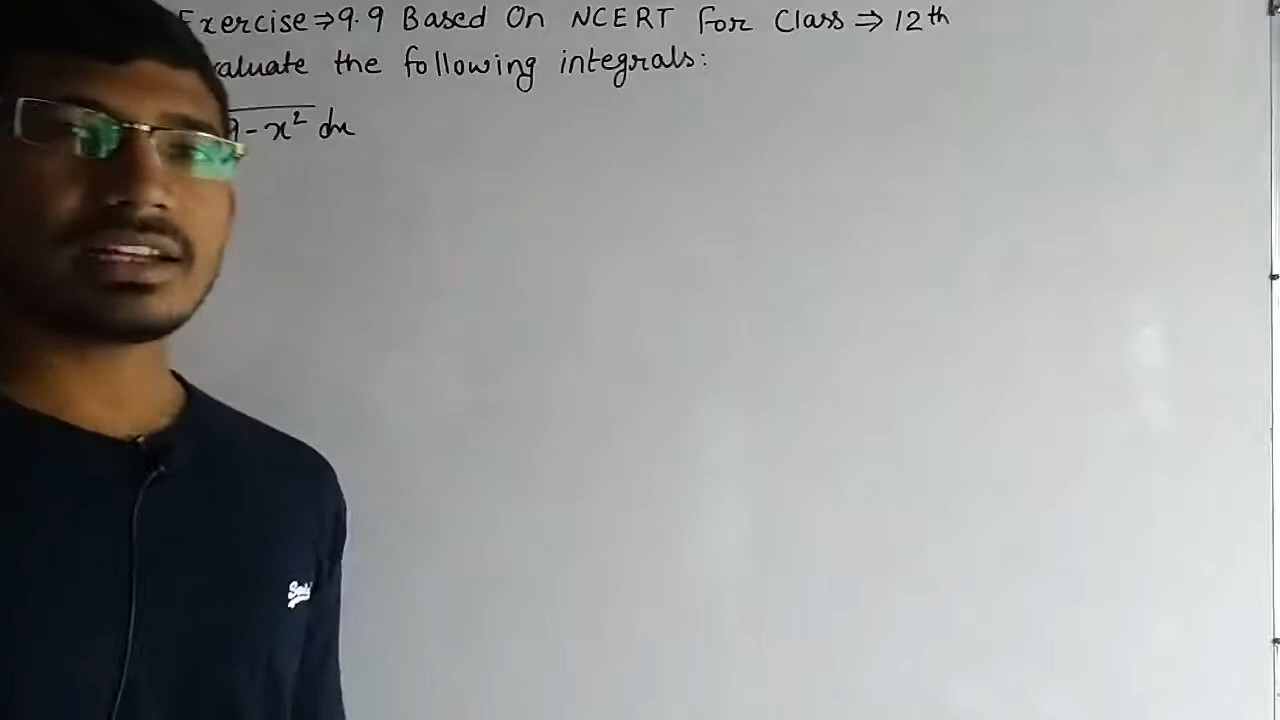 Exercise⇒9.9 Based On NCERT For Class ⇒ 12th
valuate the following integrals:
9-x² dx